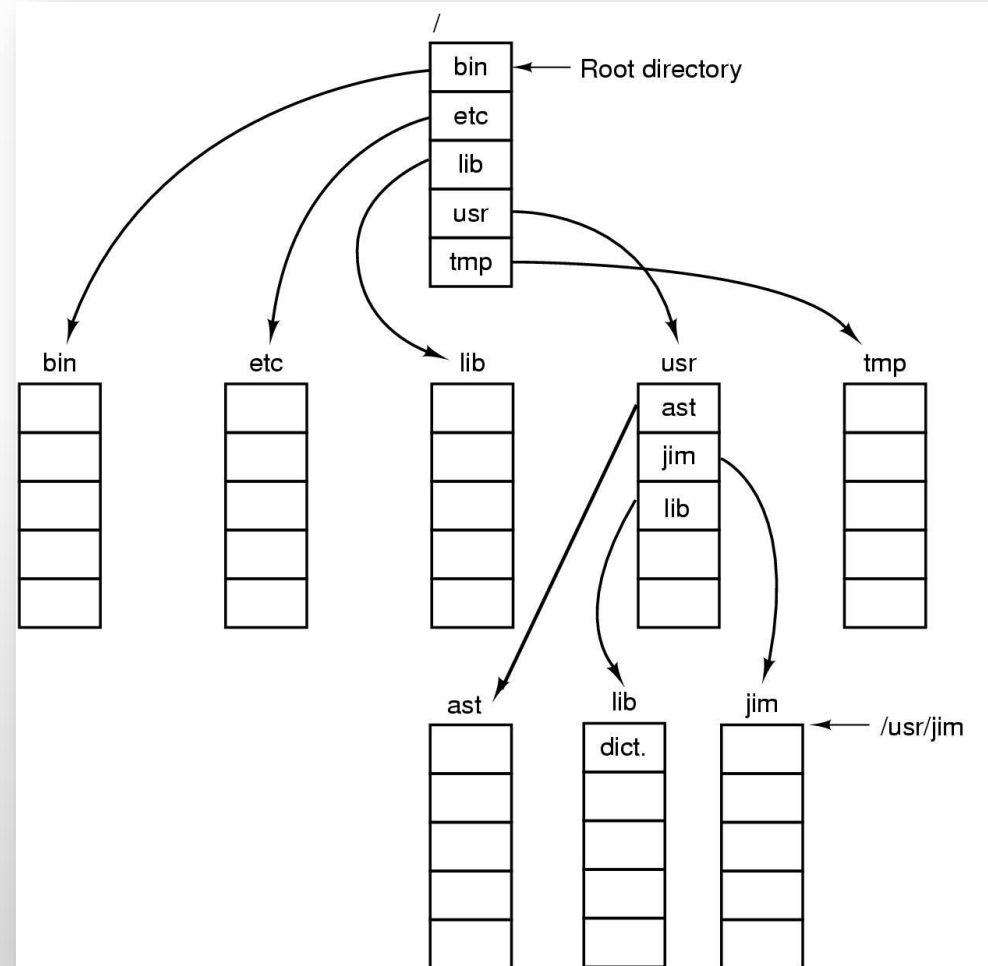 /
bin
Root directory
etc
lib
usr
tmp
bin
etc
lib
usr
tmp
ast
jim
lib
ast
lib
jim
/usr/jim
dict.